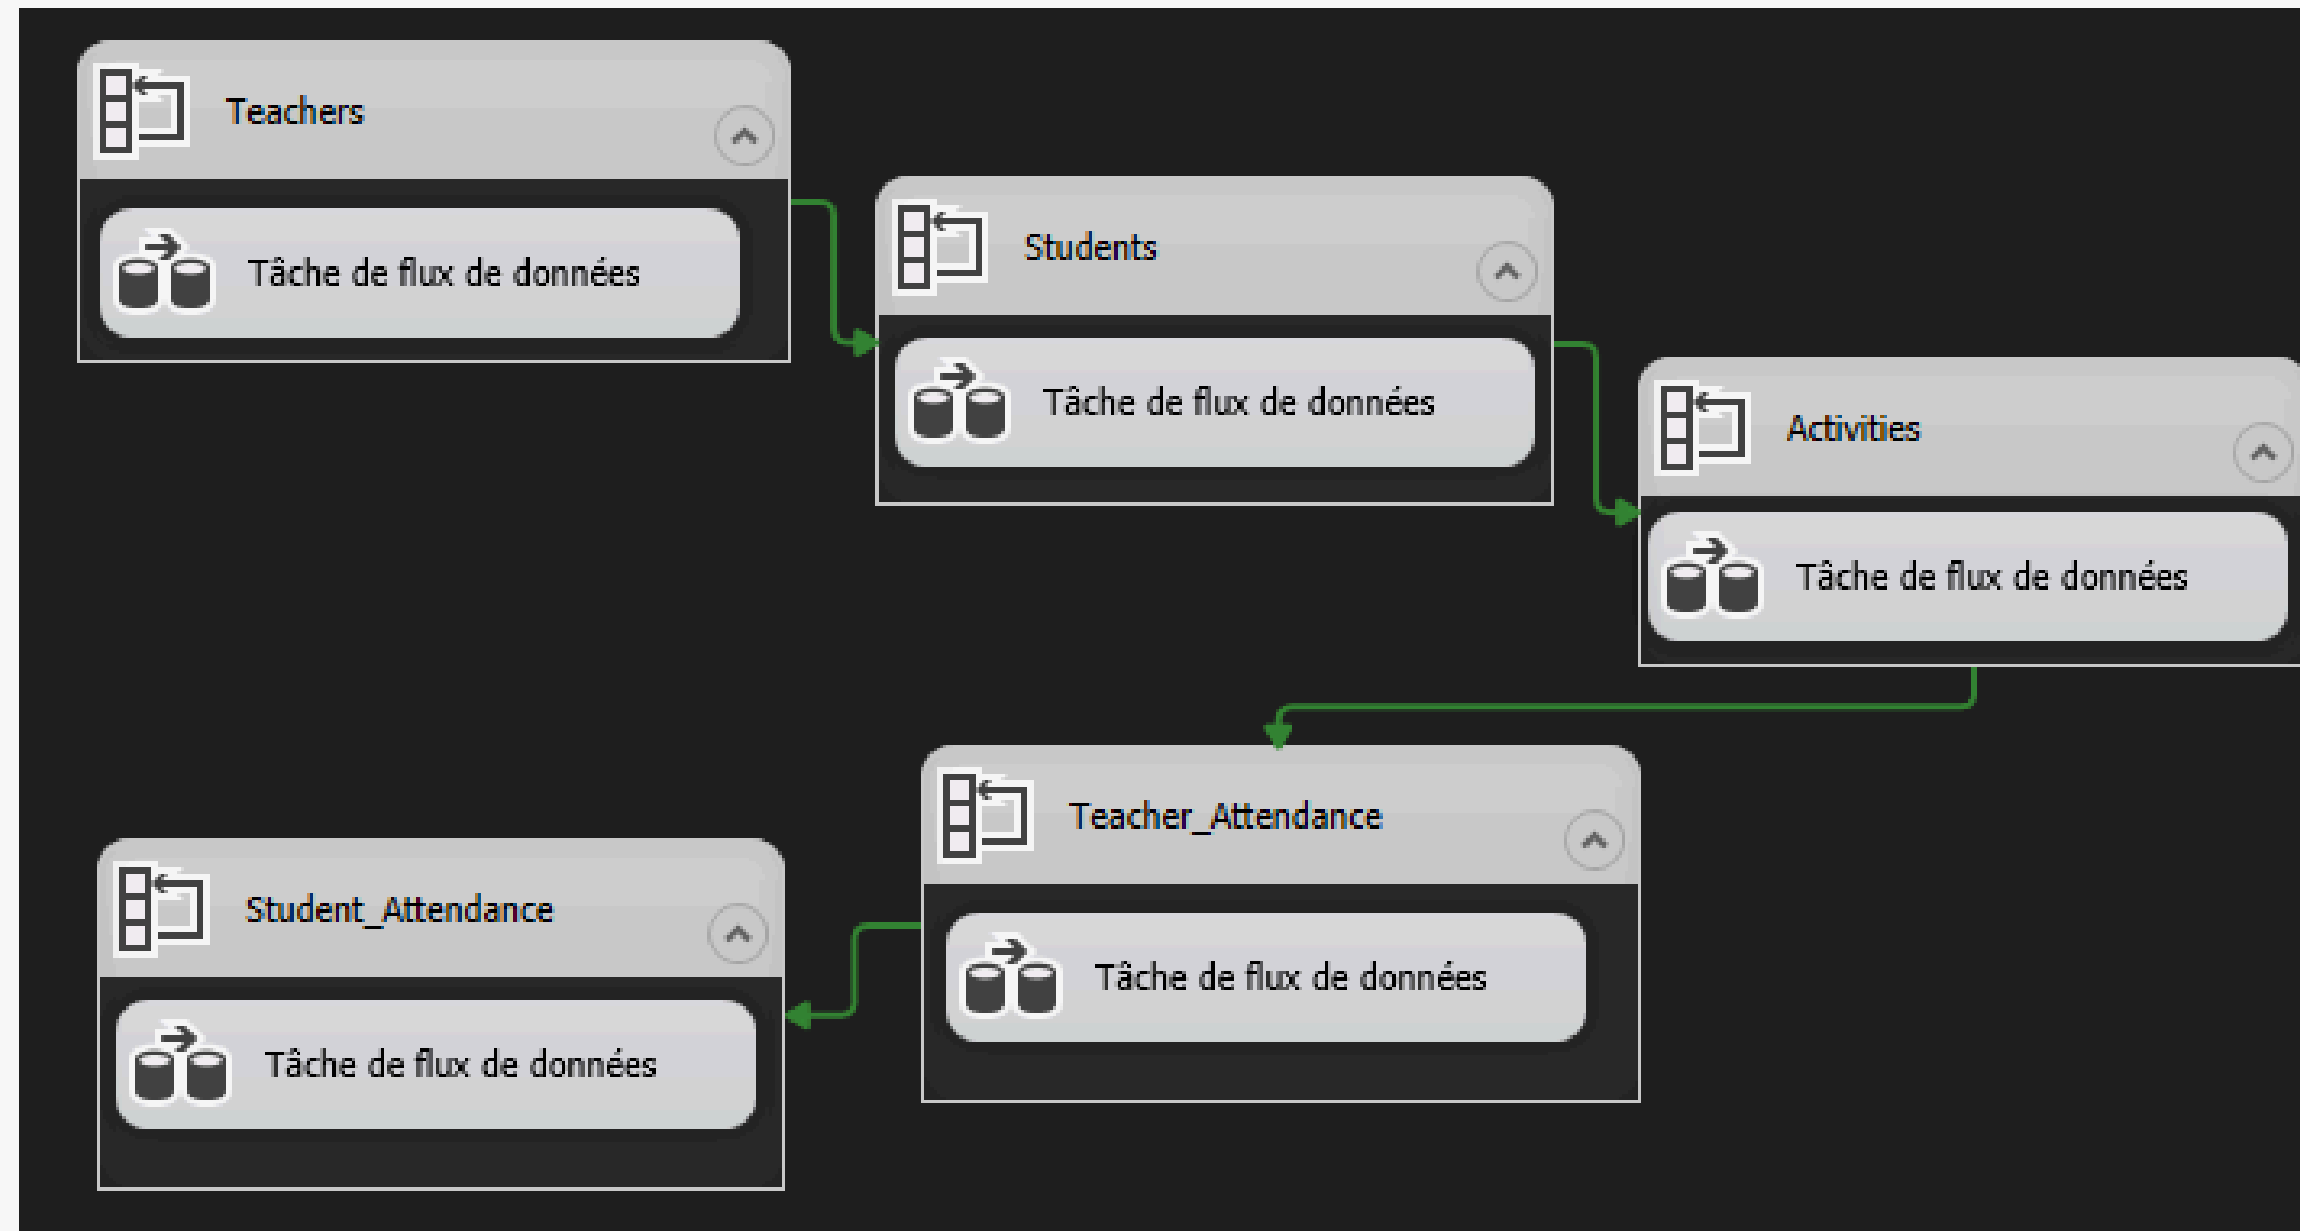 Teachers
Tâche de flux de données
Students
Tâche de flux de données
Activities
Tâche de flux de données
Teacher_Attendance
Tâche de flux de données
Student_Attendance
Tâche de flux de données